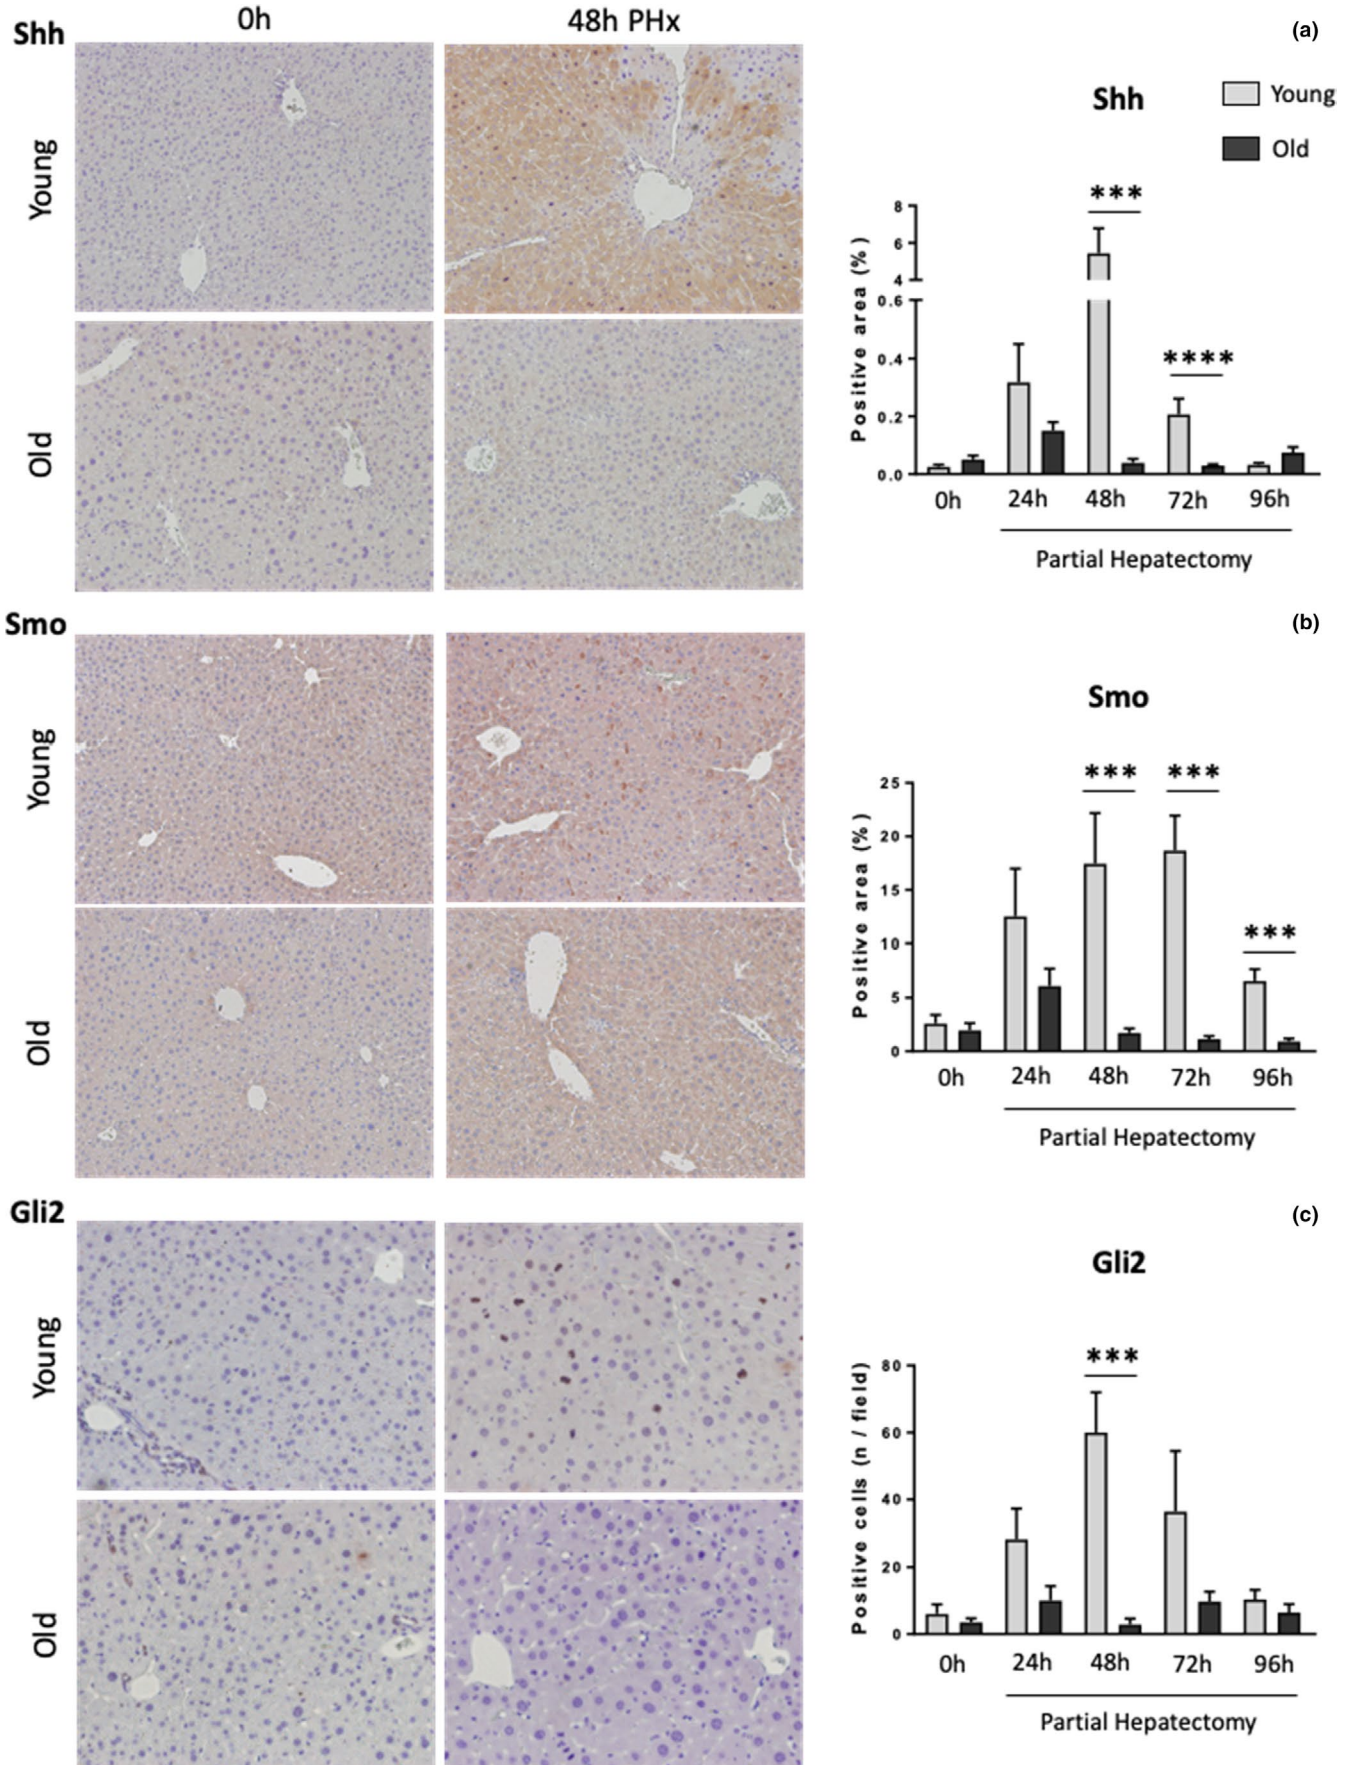 0h
48h PHx
(a)
Shh
Young
Old
Shh
Young
Old
***
****
Positive area (%)
8
6
4
0.6
0.4
0.2
0.0
0h
24h
48h
72h
96h
Partial Hepatectomy
Smo
(b)
Young
Old
Smo
***
***
***
Positive area (%)
25
20
15
10
5
0
0h
24h
48h
72h
96h
Partial Hepatectomy
Gli2
(c)
Young
Old
Gli2
***
Positive cells (n / field)
80
60
40
20
0
0h
24h
48h
72h
96h
Partial Hepatectomy